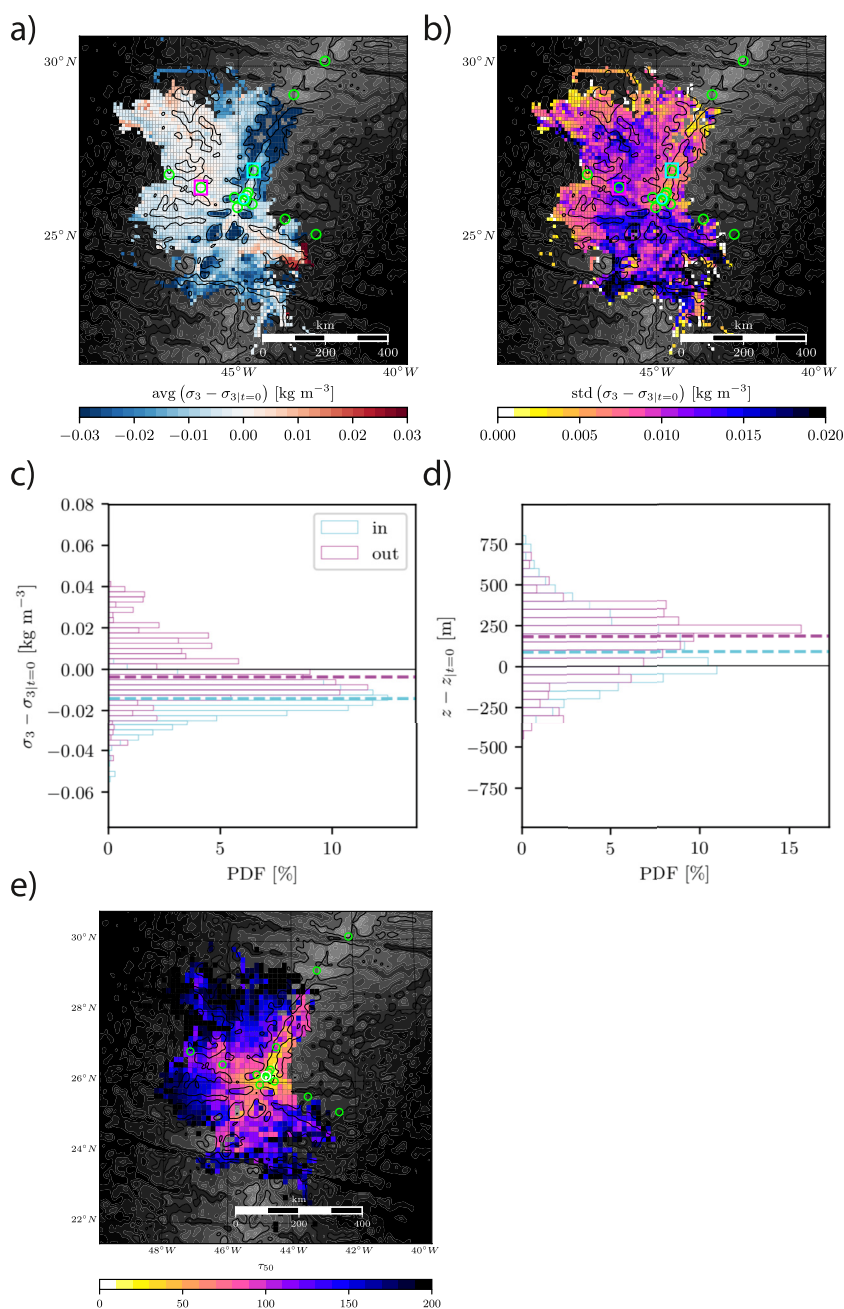 a)
b)
30° N
25° N
45° W
40° W
km
0
200
400
avg (σ₃ − σ₃|t=0) [kg m⁻³]
−0.03
−0.02
−0.01
0.00
0.01
0.02
0.03
30° N
25° N
45° W
40° W
km
0
200
400
std (σ₃ − σ₃|t=0) [kg m⁻³]
0.000
0.005
0.010
0.015
0.020
c)
d)
0.08
0.06
0.04
0.02
0.00
−0.02
−0.04
−0.06
σ₃ − σ₃|t=0 [kg m⁻³]
in
out
0
5
10
PDF [%]
750
500
250
0
−250
−500
−750
z − z|t=0 [m]
0
5
10
15
PDF [%]
e)
30° N
28° N
26° N
24° N
22° N
48° W
46° W
44° W
42° W
40° W
km
0
200
400
τ₅₀
0
50
100
150
200